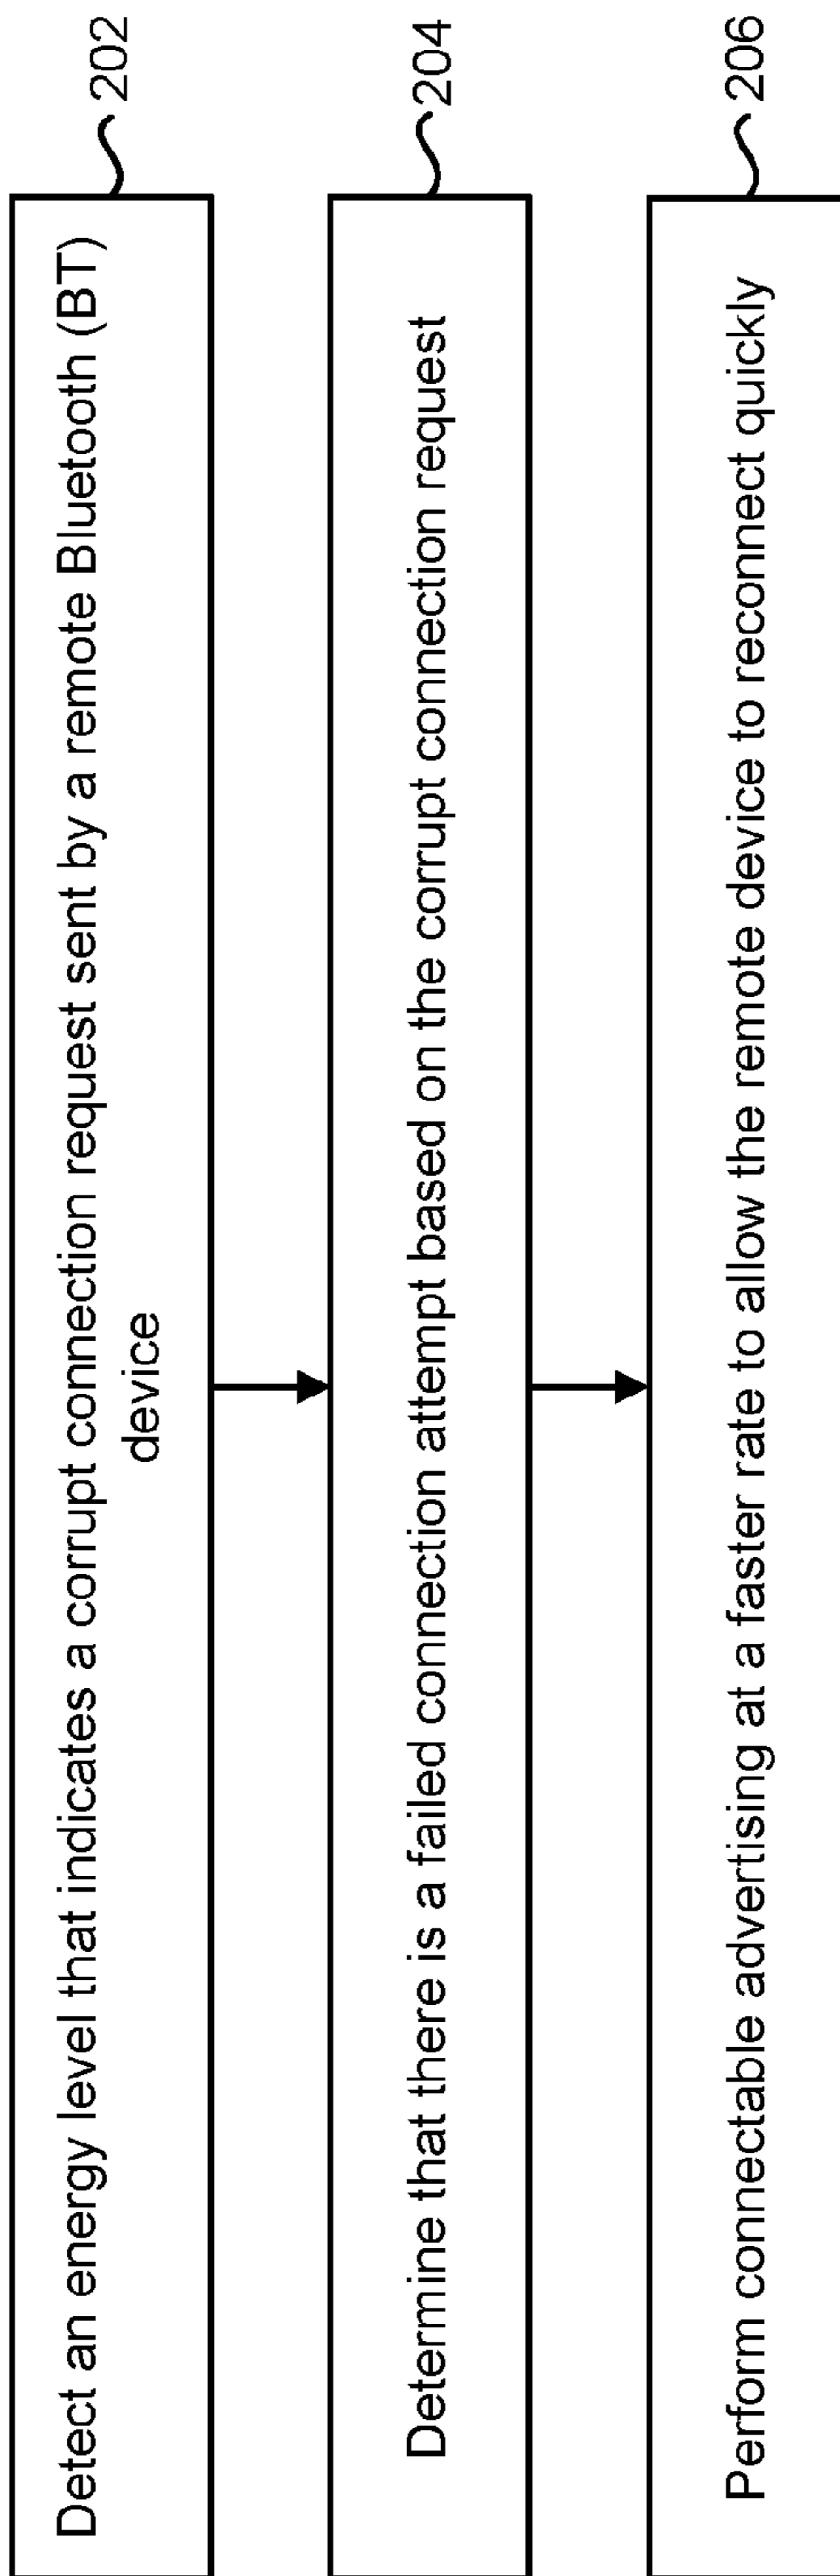 Detect an energy level that indicates a corrupt connection request sent by a remote Bluetooth (BT)
device
202
Determine that there is a failed connection attempt based on the corrupt connection request
204
Perform connectable advertising at a faster rate to allow the remote device to reconnect quickly
206